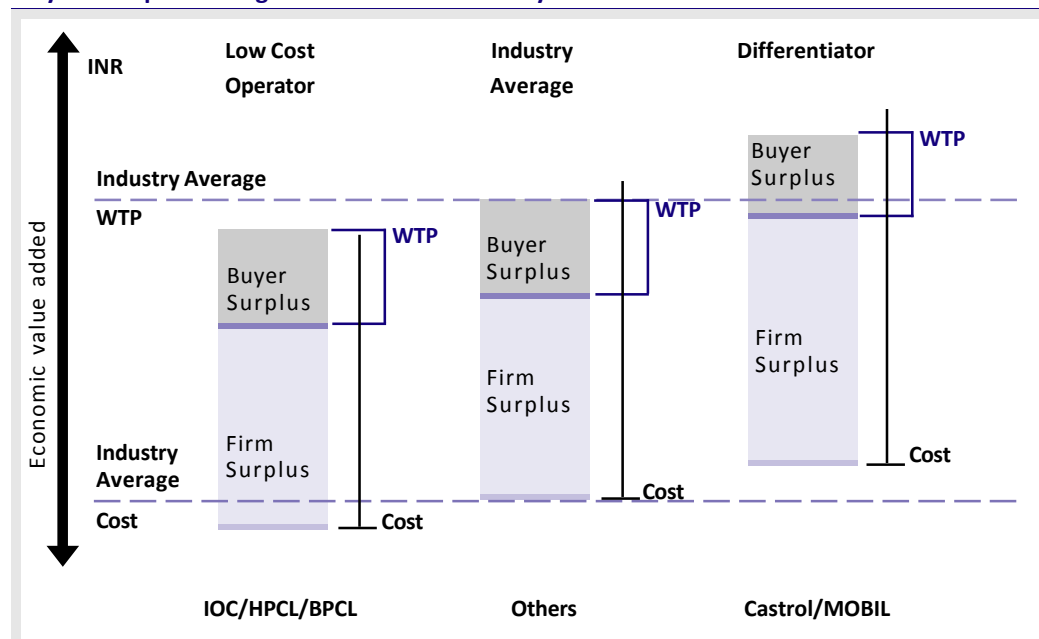 INR
Low Cost
Operator
Industry
Average
Differentiator
WTP
Buyer
Surplus
Industry Average
WTP
WTP
Buyer
Surplus
WTP
Buyer
Surplus
Economic value added
Firm
Surplus
Firm
Surplus
Firm
Surplus
Industry
Average
Cost
Cost
Cost
Cost
IOC/HPCL/BPCL
Others
Castrol/MOBIL